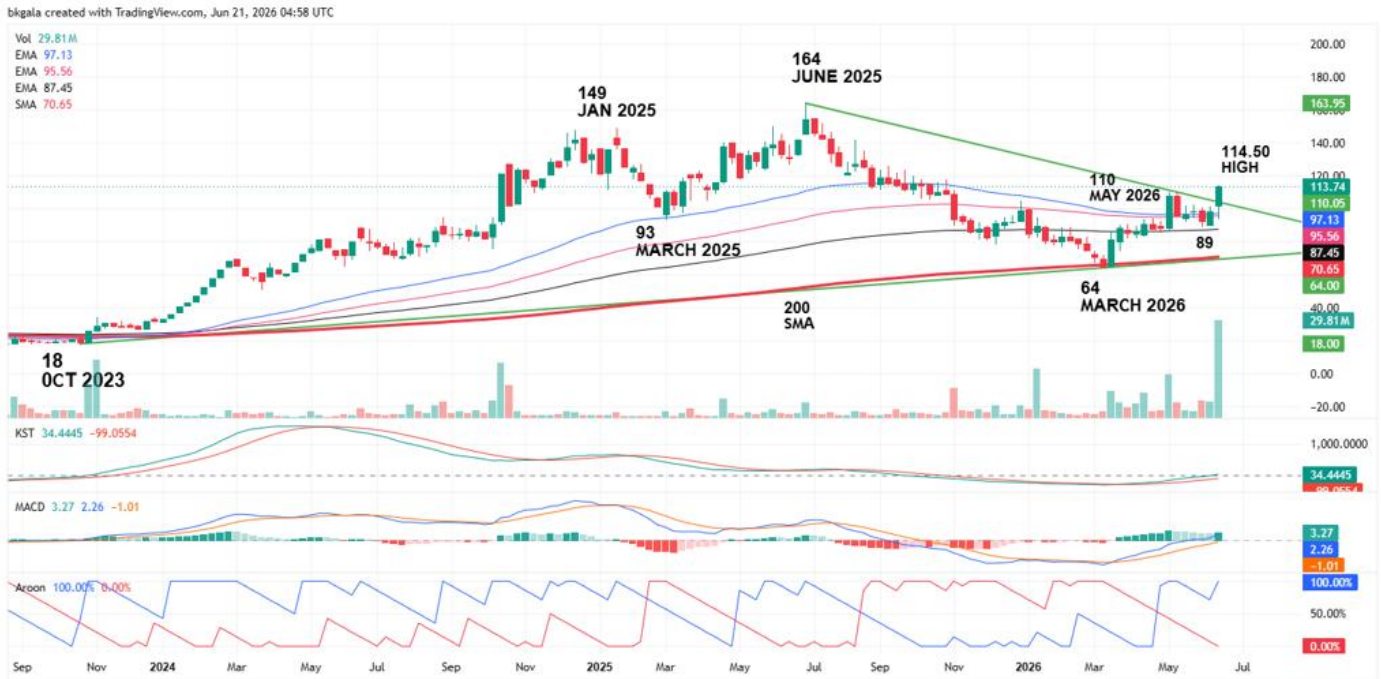 bkgala created with TradingView.com, Jun 21, 2026 04:58 UTC
Vol 29.81M
EMA 97.13
EMA 95.56
EMA 87.45
SMA 70.65
164
JUNE 2025
149
JAN 2025
110
MAY 2026
114.50
HIGH
93
MARCH 2025
89
64
MARCH 2026
200
SMA
18
0CT 2023
200.00
180.00
163.95
140.00
120.00
113.74
110.05
97.13
95.56
87.45
70.65
64.00
40.00
29.81M
18.00
0.00
−20.00
KST 34.4445 −99.0554
1,000.0000
34.4445
−99.0554
MACD 3.27 2.26 −1.01
3.27
2.26
−1.01
Aroon 100.00% 0.00%
100.00%
50.00%
0.00%
Sep Nov 2024 Mar May Jul Sep Nov 2025 Mar May Jul Sep Nov 2026 Mar May Jul